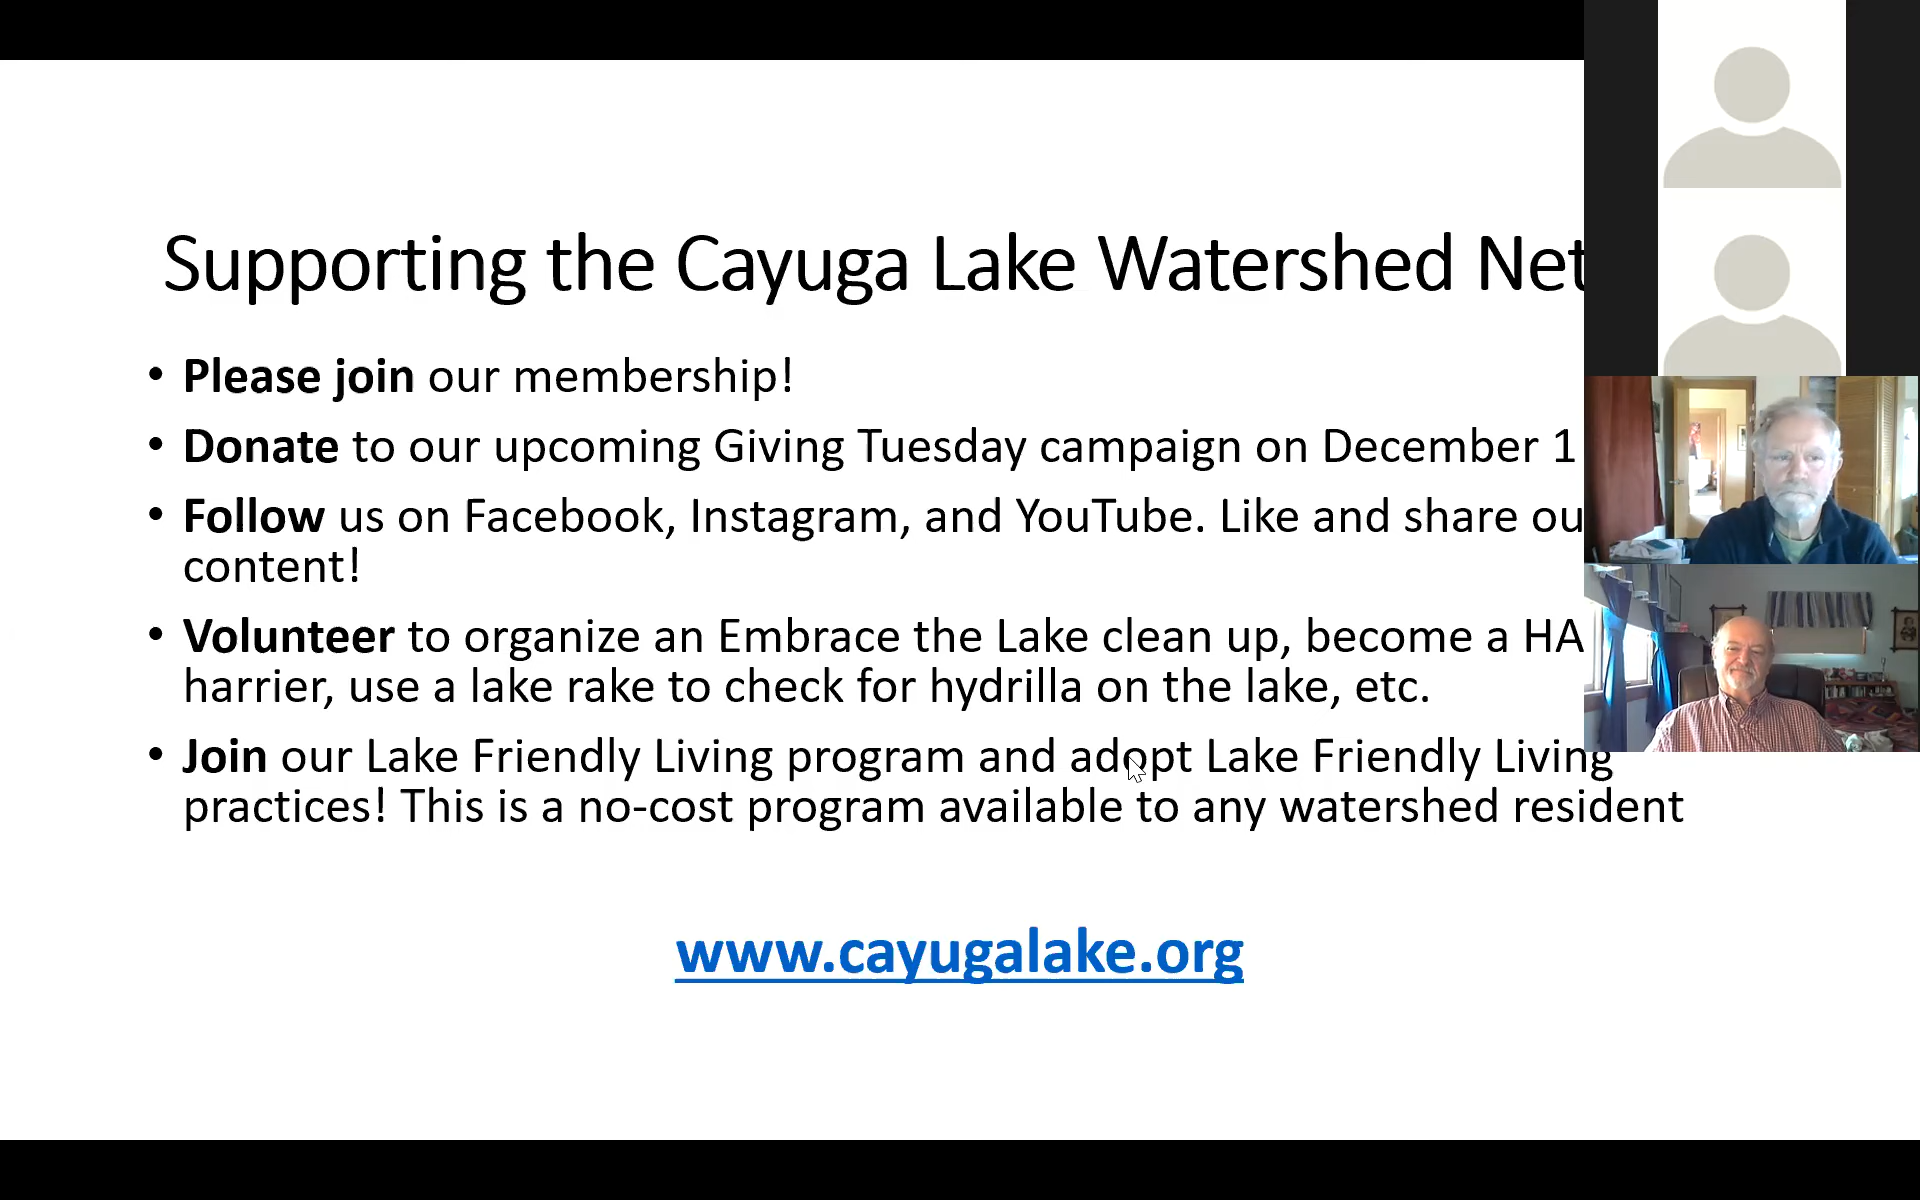 Supporting the Cayuga Lake Watershed Net
• Please join our membership!
• Donate to our upcoming Giving Tuesday campaign on December 1
• Follow us on Facebook, Instagram, and YouTube. Like and share ou
content!
• Volunteer to organize an Embrace the Lake clean up, become a HA
harrier, use a lake rake to check for hydrilla on the lake, etc.
• Join our Lake Friendly Living program and adopt Lake Friendly Living
practices! This is a no-cost program available to any watershed resident
www.cayugalake.org